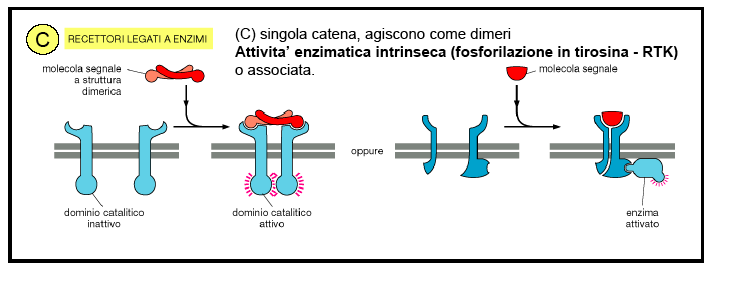 C
RECETTORI LEGATI A ENZIMI
(C) singola catena, agiscono come dimeri
Attivita’ enzimatica intrinseca (fosforilazione in tirosina - RTK)
o associata.
molecola segnale
a struttura
dimerica
molecola segnale
oppure
dominio catalitico
inattivo
dominio catalitico
attivo
enzima
attivato